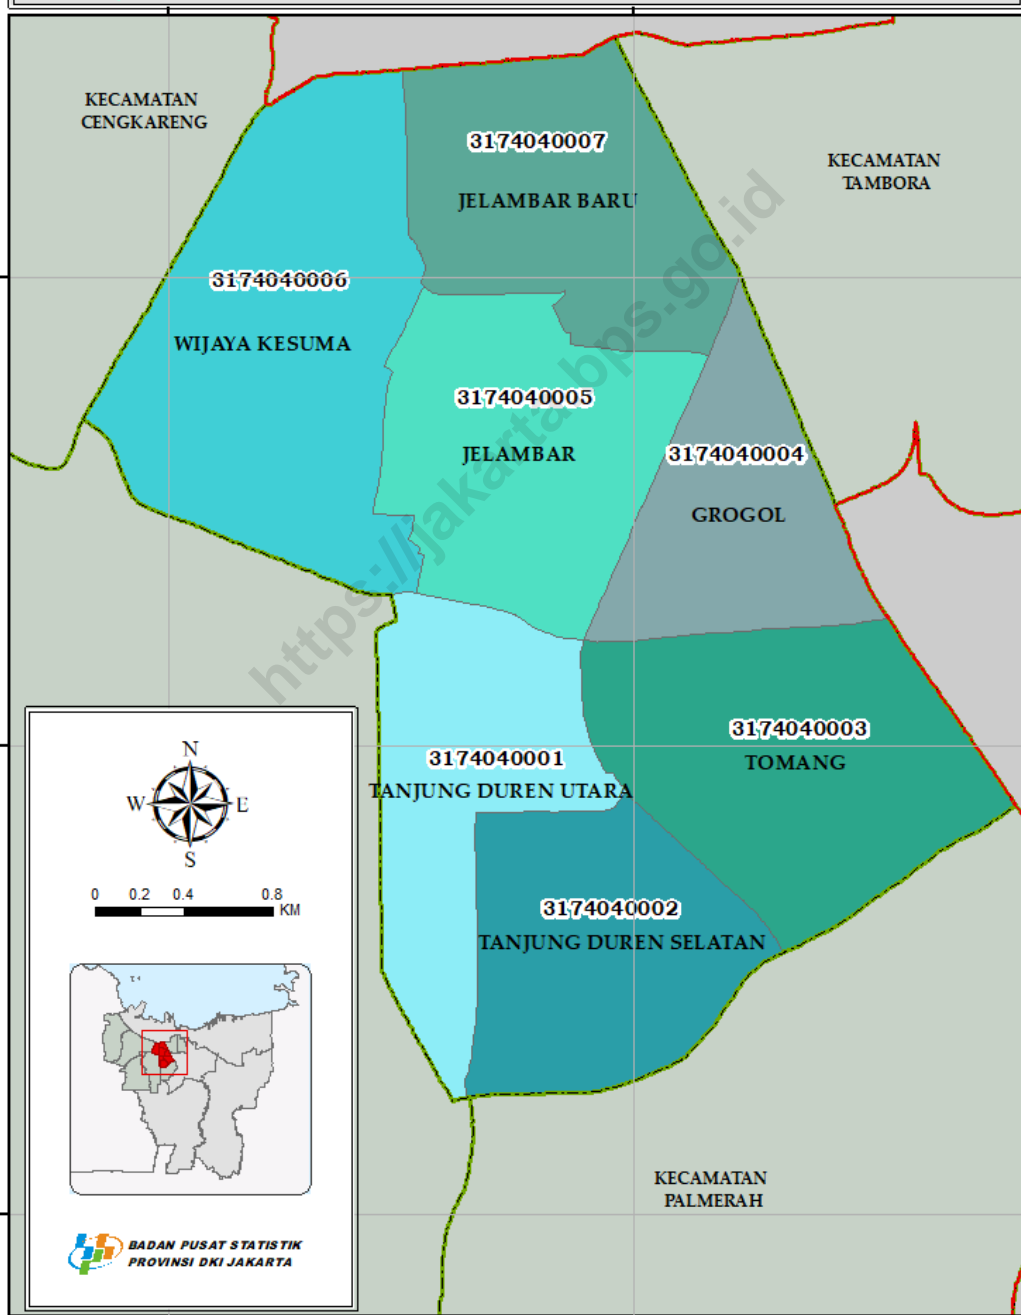 KECAMATAN
CENGKARENG
3174040007
JELAMBAR BARU
KECAMATAN
TAMBORA
3174040006
WIJAYA KESUMA
3174040005
JELAMBAR
3174040004
GROGOL
https://jakarta.bps.go.id
3174040003
TOMANG
3174040001
TANJUNG DUREN UTARA
3174040002
TANJUNG DUREN SELATAN
N
W E
S
0 0.2 0.4 0.8
KM
KECAMATAN
PALMERAH
BADAN PUSAT STATISTIK
PROVINSI DKI JAKARTA